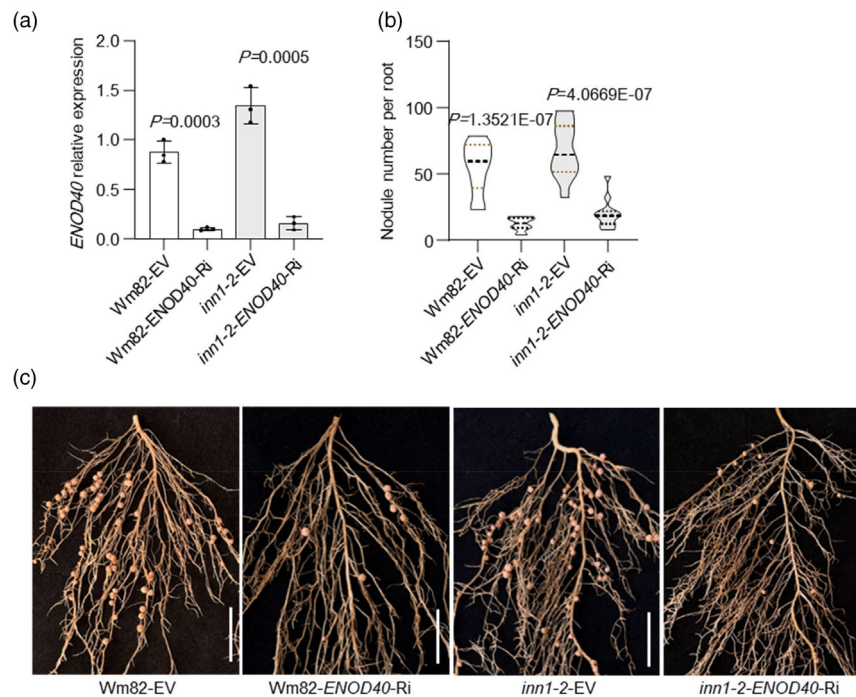 (a)
ENOD40 relative expression
2.0
1.5
1.0
0.5
0.0
P=0.0003
P=0.0005
Wm82-EV
Wm82-ENOD40-Ri
inn1-2-EV
inn1-2-ENOD40-Ri
(b)
Nodule number per root
150
100
50
0
P=1.3521E-07
P=4.0669E-07
Wm82-EV
Wm82-ENOD40-Ri
inn1-2-EV
inn1-2-ENOD40-Ri
(c)
Wm82-EV
Wm82-ENOD40-Ri
inn1-2-EV
inn1-2-ENOD40-Ri